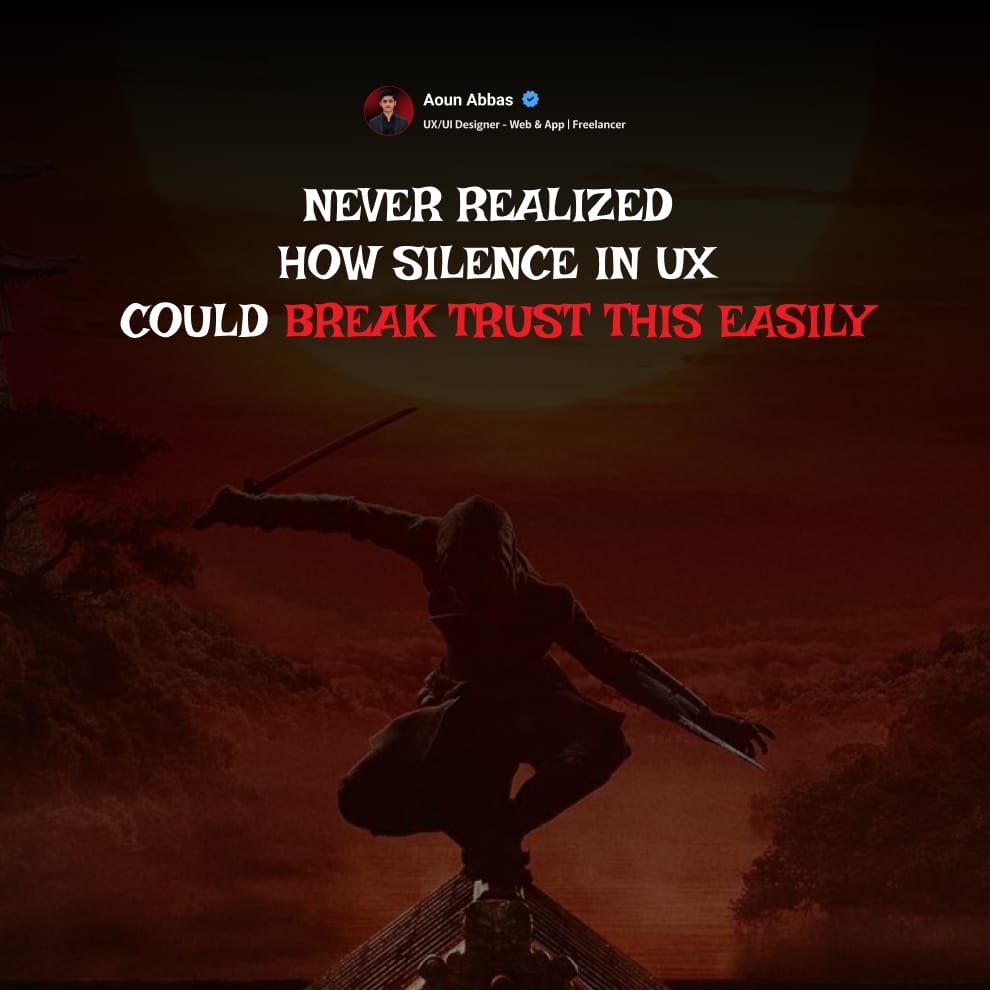 Aoun Abbas
UX/UI Designer - Web & App | Freelancer
NEVER REALIZED
HOW SILENCE IN UX
COULD BREAK TRUST THIS EASILY